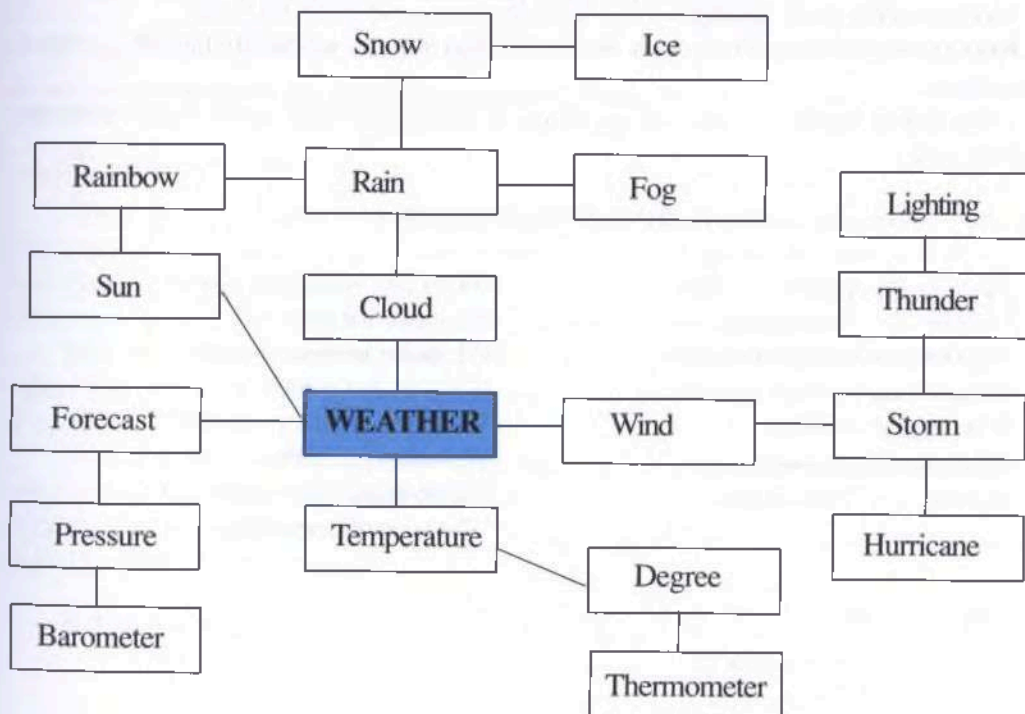 Snow
Ice
Rainbow
Rain
Fog
Lighting
Sun
Cloud
Thunder
Forecast
WEATHER
Wind
Storm
Pressure
Temperature
Hurricane
Degree
Barometer
Thermometer